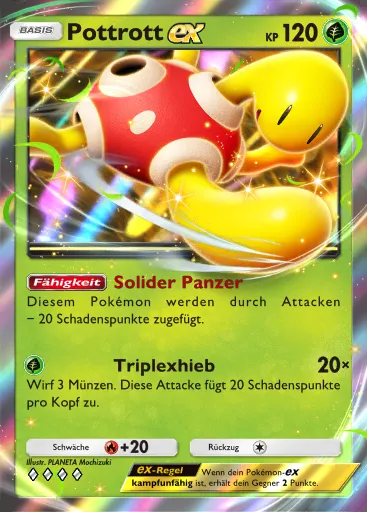 BASIS Pottrott ex KP 120
Fähigkeit Solider Panzer
Diesem Pokémon werden durch Attacken
− 20 Schadenspunkte zugefügt.
Triplexhieb 20×
Wirf 3 Münzen. Diese Attacke fügt 20 Schadenspunkte
pro Kopf zu.
Schwäche +20 Rückzug
Illustr. PLANETA Mochizuki
ex-Regel Wenn dein Pokémon-ex
kampfunfähig ist, erhält dein Gegner 2 Punkte.